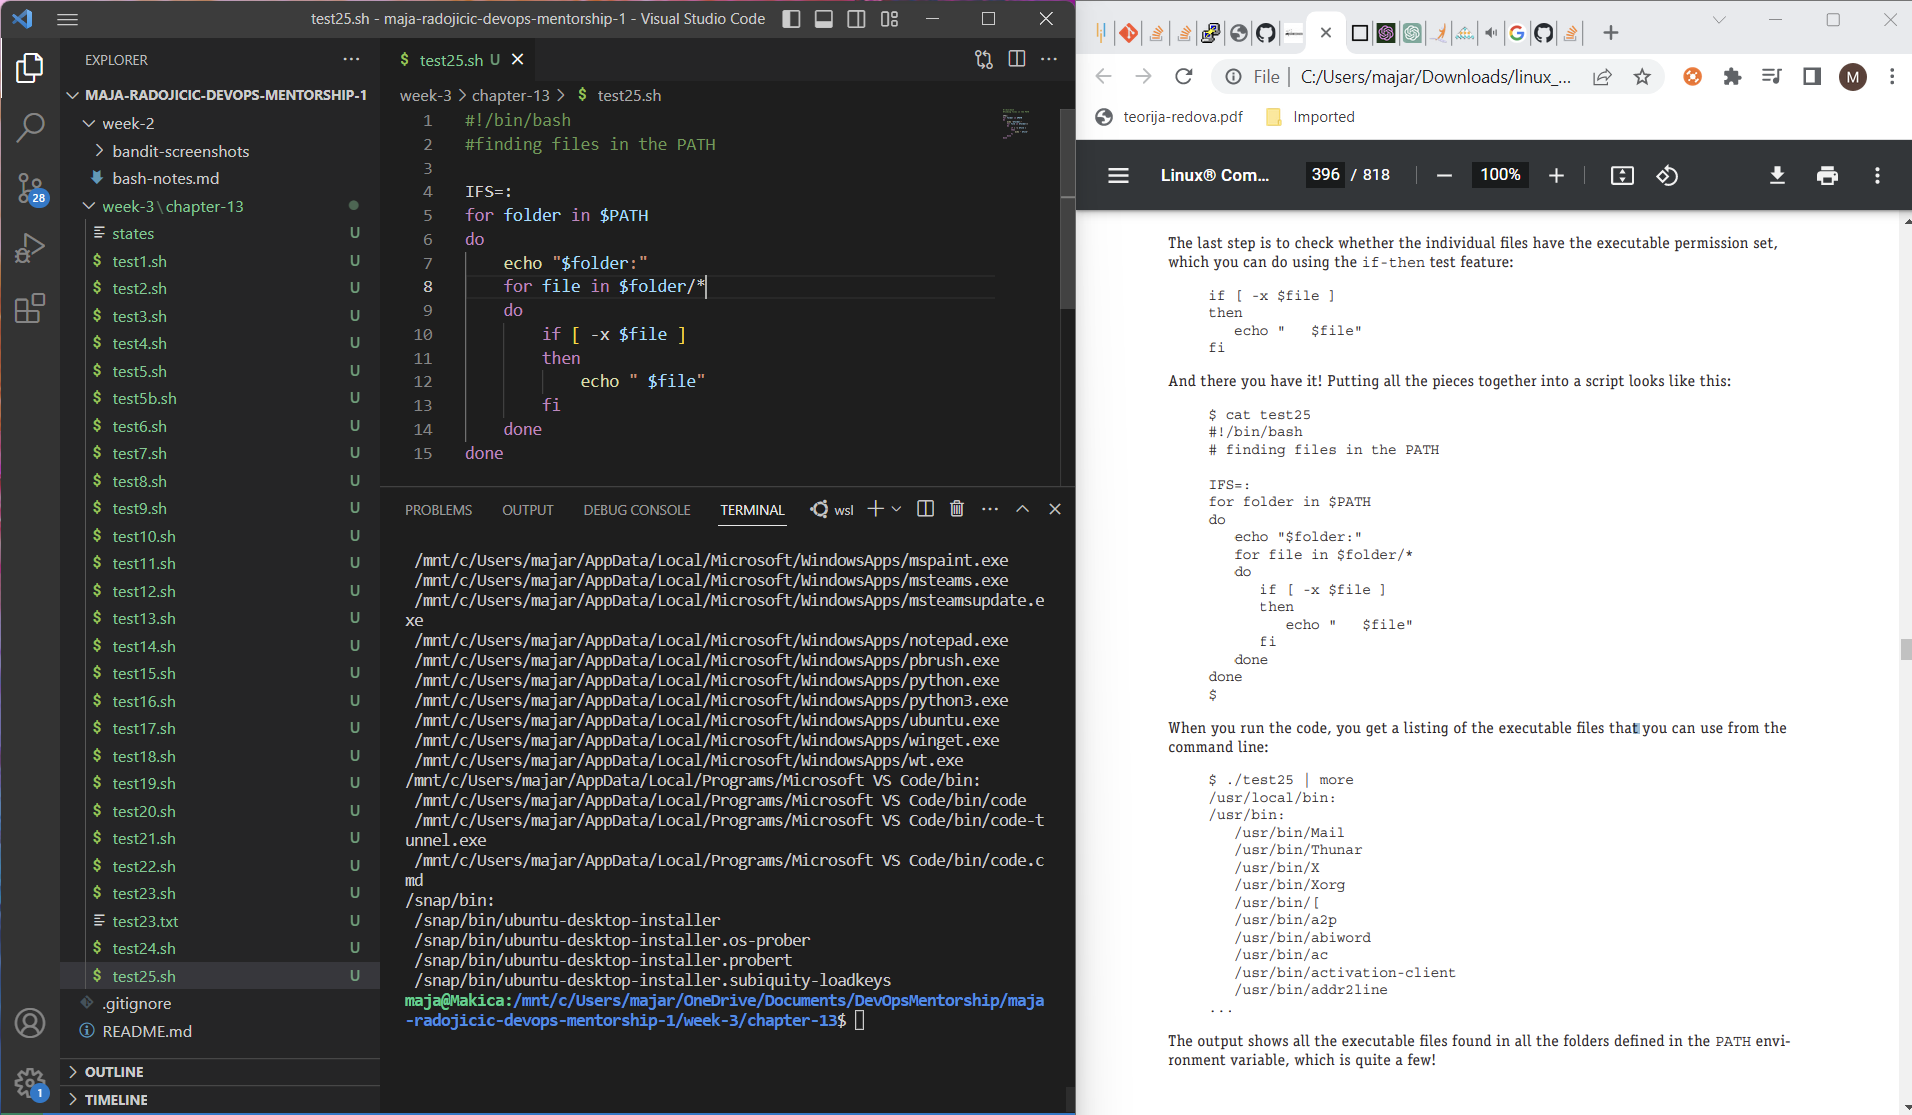 test25.sh - maja-radojicic-devops-mentorship-1 - Visual Studio Code
EXPLORER
MAJA-RADOJICIC-DEVOPS-MENTORSHIP-1
week-2
bandit-screenshots
bash-notes.md
week-3\chapter-13
states U
$ test1.sh U
$ test2.sh U
$ test3.sh U
$ test4.sh U
$ test5.sh U
$ test5b.sh U
$ test6.sh U
$ test7.sh U
$ test8.sh U
$ test9.sh U
$ test10.sh U
$ test11.sh U
$ test12.sh U
$ test13.sh U
$ test14.sh U
$ test15.sh U
$ test16.sh U
$ test17.sh U
$ test18.sh U
$ test19.sh U
$ test20.sh U
$ test21.sh U
$ test22.sh U
$ test23.sh U
test23.txt U
$ test24.sh U
$ test25.sh U
.gitignore
README.md
OUTLINE
TIMELINE
28
1
$ test25.sh U
week-3 > chapter-13 > $ test25.sh
1 #!/bin/bash
2 #finding files in the PATH
3
4 IFS=:
5 for folder in $PATH
6 do
7 echo "$folder:"
8 for file in $folder/*
9 do
10 if [ -x $file ]
11 then
12 echo " $file"
13 fi
14 done
15 done
PROBLEMS OUTPUT DEBUG CONSOLE TERMINAL wsl
/mnt/c/Users/majar/AppData/Local/Microsoft/WindowsApps/mspaint.exe
/mnt/c/Users/majar/AppData/Local/Microsoft/WindowsApps/msteams.exe
/mnt/c/Users/majar/AppData/Local/Microsoft/WindowsApps/msteamsupdate.e
xe
/mnt/c/Users/majar/AppData/Local/Microsoft/WindowsApps/notepad.exe
/mnt/c/Users/majar/AppData/Local/Microsoft/WindowsApps/pbrush.exe
/mnt/c/Users/majar/AppData/Local/Microsoft/WindowsApps/python.exe
/mnt/c/Users/majar/AppData/Local/Microsoft/WindowsApps/python3.exe
/mnt/c/Users/majar/AppData/Local/Microsoft/WindowsApps/ubuntu.exe
/mnt/c/Users/majar/AppData/Local/Microsoft/WindowsApps/winget.exe
/mnt/c/Users/majar/AppData/Local/Microsoft/WindowsApps/wt.exe
/mnt/c/Users/majar/AppData/Local/Programs/Microsoft VS Code/bin:
/mnt/c/Users/majar/AppData/Local/Programs/Microsoft VS Code/bin/code
/mnt/c/Users/majar/AppData/Local/Programs/Microsoft VS Code/bin/code-t
unnel.exe
/mnt/c/Users/majar/AppData/Local/Programs/Microsoft VS Code/bin/code.c
md
/snap/bin:
/snap/bin/ubuntu-desktop-installer
/snap/bin/ubuntu-desktop-installer.os-prober
/snap/bin/ubuntu-desktop-installer.probert
/snap/bin/ubuntu-desktop-installer.subiquity-loadkeys
maja@Makica:/mnt/c/Users/majar/OneDrive/Documents/DevOpsMentorship/maja
-radojicic-devops-mentorship-1/week-3/chapter-13$
File | C:/Users/majar/Downloads/linux_...
M
teorija-redova.pdf Imported
Linux® Com... 396 / 818 100%
The last step is to check whether the individual files have the executable permission set,
which you can do using the if-then test feature:
if [ -x $file ]
then
echo "   $file"
fi
And there you have it! Putting all the pieces together into a script looks like this:
$ cat test25
#!/bin/bash
# finding files in the PATH
IFS=:
for folder in $PATH
do
echo "$folder:"
for file in $folder/*
do
if [ -x $file ]
then
echo "   $file"
fi
done
done
$
When you run the code, you get a listing of the executable files that you can use from the
command line:
$ ./test25 | more
/usr/local/bin:
/usr/bin:
/usr/bin/Mail
/usr/bin/Thunar
/usr/bin/X
/usr/bin/Xorg
/usr/bin/[
/usr/bin/a2p
/usr/bin/abiword
/usr/bin/ac
/usr/bin/activation-client
/usr/bin/addr2line
...
The output shows all the executable files found in all the folders defined in the PATH envi-
ronment variable, which is quite a few!